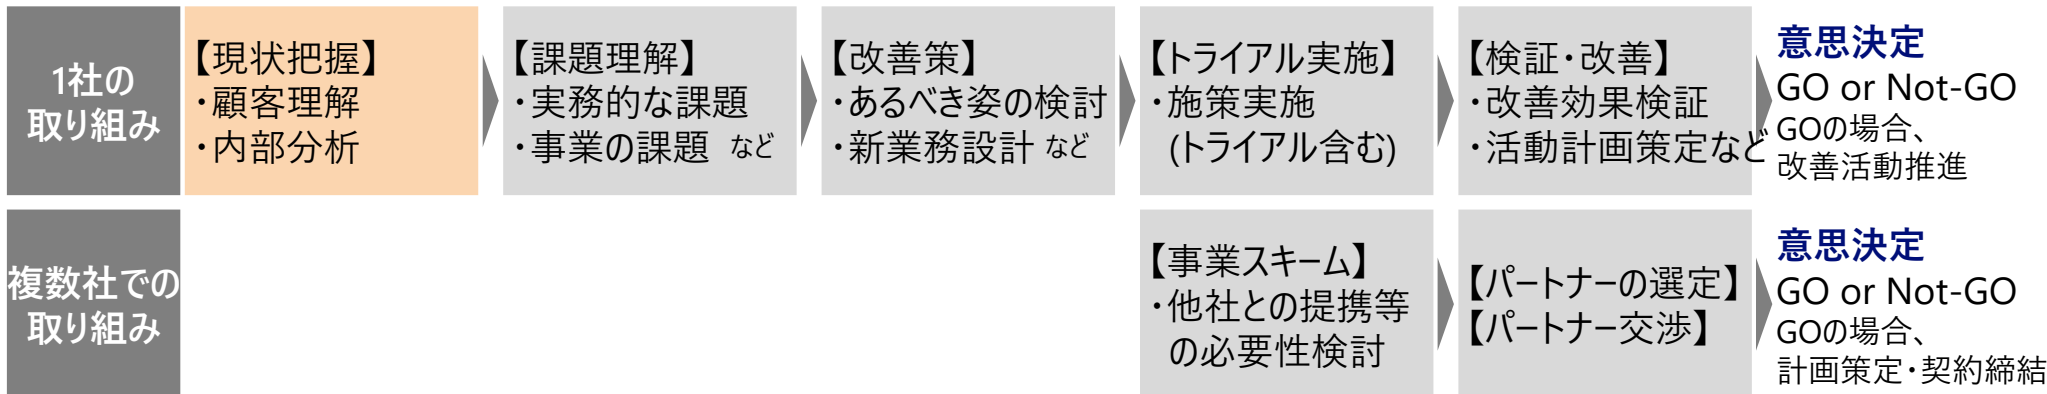 1社の
取り組み
【現状把握】
・顧客理解
・内部分析
【課題理解】
・実務的な課題
・事業の課題 など
【改善策】
・あるべき姿の検討
・新業務設計 など
【トライアル実施】
・施策実施
(トライアル含む)
【検証・改善】
・改善効果検証
・活動計画策定など
意思決定
GO or Not-GO
GOの場合、
改善活動推進
複数社での
取り組み
【事業スキーム】
・他社との提携等
の必要性検討
【パートナーの選定】
【パートナー交渉】
意思決定
GO or Not-GO
GOの場合、
計画策定・契約締結